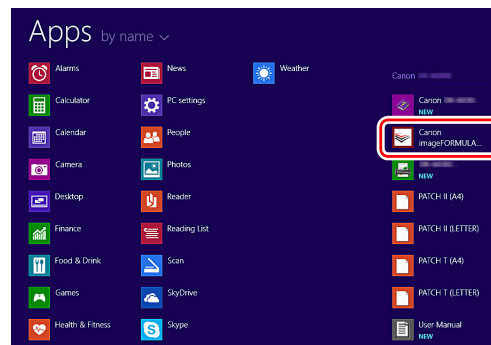 Apps by name
Alarms
Calculator
Calendar
Camera
Desktop
Finance
Food & Drink
Games
Health & Fitness
News
PC settings
People
Photos
Reader
Reading List
Scan
SkyDrive
Skype
Weather
Canon
Canon
NEW
Canon
imageFORMULA...
NEW
PATCH II (A4)
PATCH II (LETTER)
PATCH T (A4)
PATCH T (LETTER)
User Manual
NEW